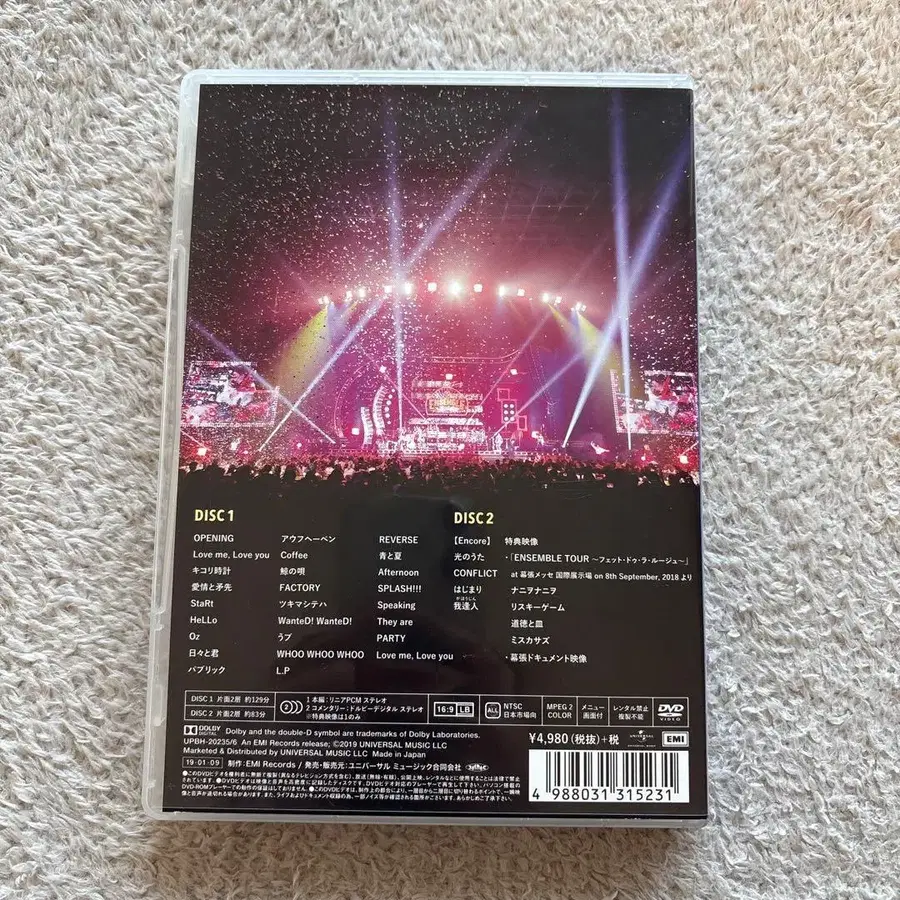 ENSEMBLE
DISC 1
OPENING
Love me, Love you
キコリ時計
愛情と矛先
StaRt
HeLLo
Oz
日々と君
パブリック
アウフヘーベン
Coffee
鯨の唄
FACTORY
ツキマシテハ
WanteD! WanteD!
うブ
WHOO WHOO WHOO
L.P
REVERSE
青と夏
Afternoon
SPLASH!!!
Speaking
They are
PARTY
Love me, Love you
DISC 2
【Encore】
光のうた
CONFLICT
はじまり
がほうじん
我逢人
特典映像
・「ENSEMBLE TOUR 〜フェット・ドゥ・ラ・ルージュ〜」
at 幕張メッセ 国際展示場 on 8th September, 2018 より
ナニヲナニヲ
リスキーゲーム
道徳と皿
ミスカサズ
・幕張ドキュメント映像
DISC 1 片面2層 約129分
DISC 2 片面2層 約83分
2
1 本編:リニアPCM ステレオ
2 コメンタリー:ドルビーデジタル ステレオ
※特典映像は1のみ
16:9 LB
ALL
NTSC
日本市場向
MPEG 2
COLOR
メニュー
画面付
レンタル禁止
複製不能
DVD
VIDEO
DOLBY
DIGITAL
Dolby and the double-D symbol are trademarks of Dolby Laboratories.
UPBH-20235/6 An EMI Records release; ©2019 UNIVERSAL MUSIC LLC
Marketed & Distributed by UNIVERSAL MUSIC LLC Made in Japan
19・01・09
制作:EMI Records / 発売・販売元:ユニバーサル ミュージック合同会社
¥4,980(税抜)+税
UNIVERSAL
EMI
4 988031 315231